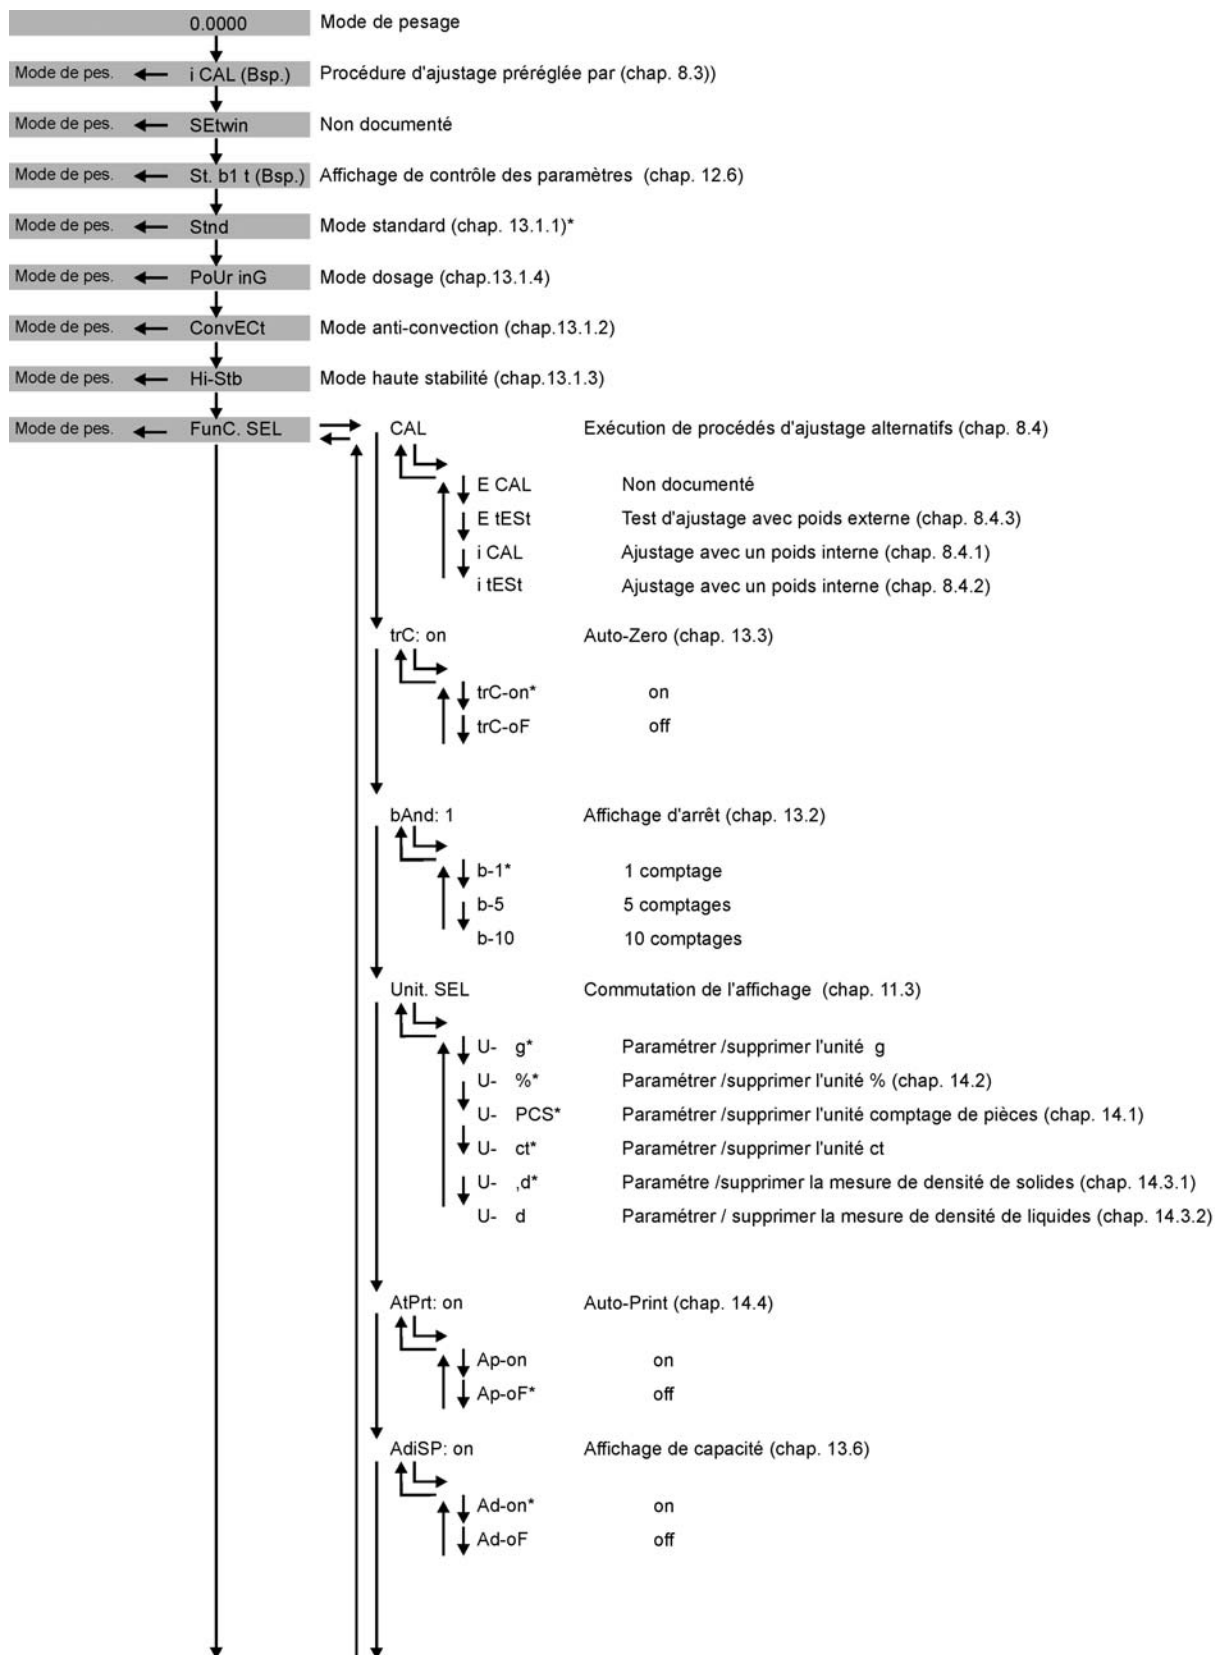 0.0000 Mode de pesage
Mode de pes. i CAL (Bsp.) Procédure d'ajustage préréglée par (chap. 8.3))
Mode de pes. SEtwin Non documenté
Mode de pes. St. b1 t (Bsp.) Affichage de contrôle des paramètres (chap. 12.6)
Mode de pes. Stnd Mode standard (chap. 13.1.1)*
Mode de pes. PoUr inG Mode dosage (chap.13.1.4)
Mode de pes. ConvECt Mode anti-convection (chap.13.1.2)
Mode de pes. Hi-Stb Mode haute stabilité (chap.13.1.3)
Mode de pes. FunC. SEL CAL Exécution de procédés d'ajustage alternatifs (chap. 8.4)
E CAL Non documenté
E tESt Test d'ajustage avec poids externe (chap. 8.4.3)
i CAL Ajustage avec un poids interne (chap. 8.4.1)
i tESt Ajustage avec un poids interne (chap. 8.4.2)
trC: on Auto-Zero (chap. 13.3)
trC-on* on
trC-oF off
bAnd: 1 Affichage d'arrêt (chap. 13.2)
b-1* 1 comptage
b-5 5 comptages
b-10 10 comptages
Unit. SEL Commutation de l'affichage (chap. 11.3)
U- g* Paramétrer /supprimer l'unité g
U- %* Paramétrer /supprimer l'unité % (chap. 14.2)
U- PCS* Paramétrer /supprimer l'unité comptage de pièces (chap. 14.1)
U- ct* Paramétrer /supprimer l'unité ct
U- ,d* Paramétre /supprimer la mesure de densité de solides (chap. 14.3.1)
U- d Paramétrer / supprimer la mesure de densité de liquides (chap. 14.3.2)
AtPrt: on Auto-Print (chap. 14.4)
Ap-on on
Ap-oF* off
AdiSP: on Affichage de capacité (chap. 13.6)
Ad-on* on
Ad-oF off